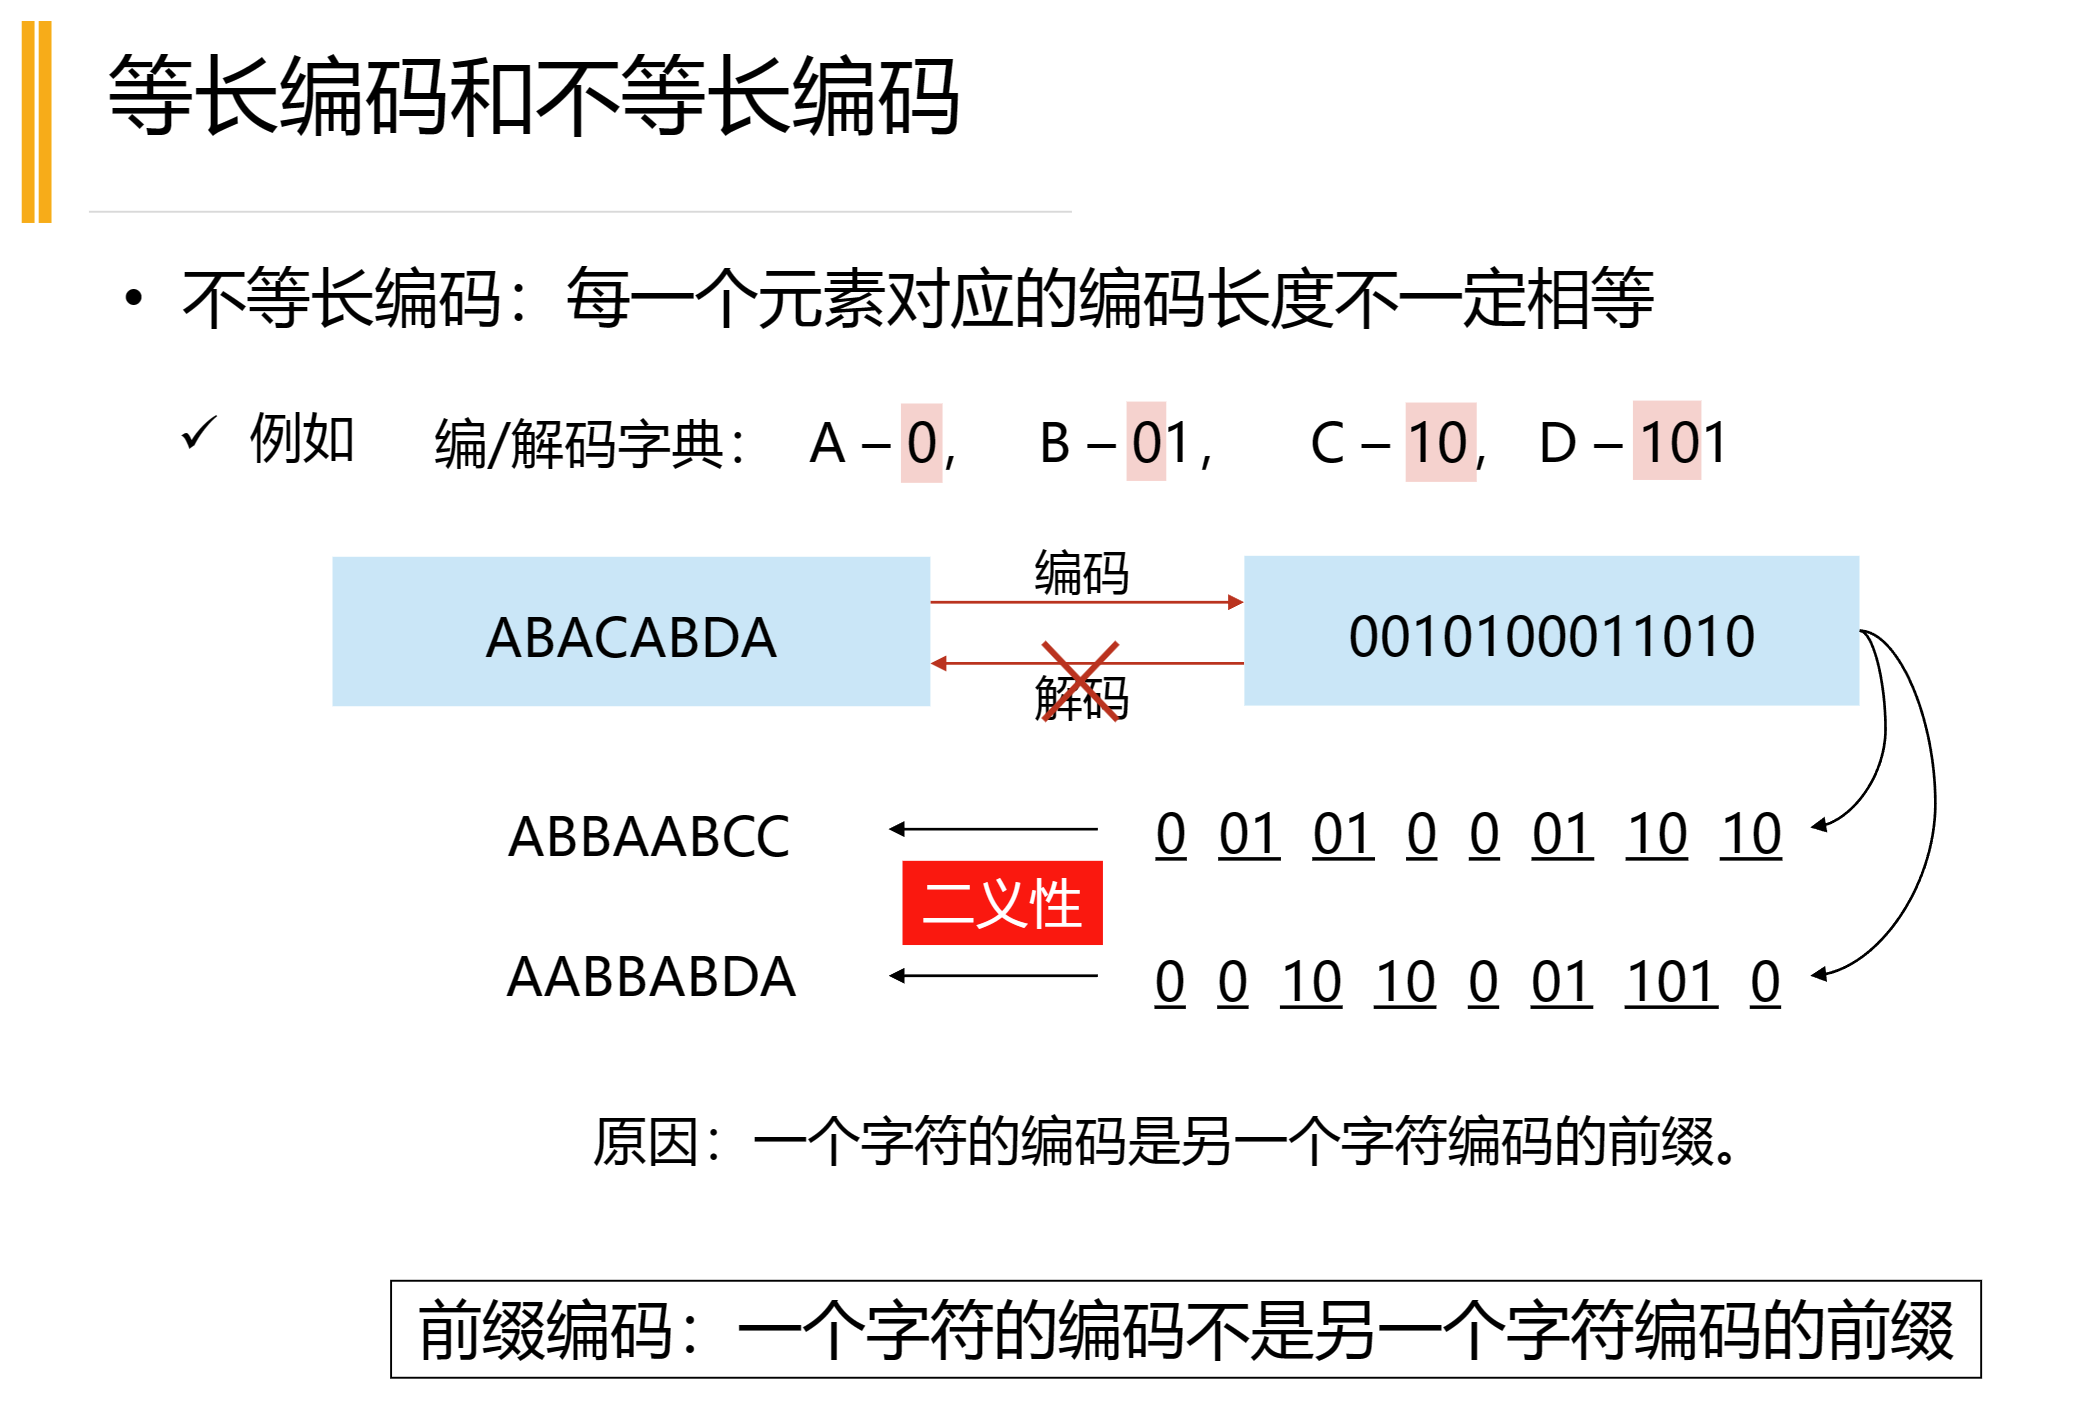 等长编码和不等长编码
• 不等长编码：每一个元素对应的编码长度不一定相等
✓ 例如 编/解码字典： A – 0, B – 01, C – 10, D – 101
编码
ABACABDA 0010100011010
解码
ABBAABCC 0 01 01 0 0 01 10 10
二义性
AABBABDA 0 0 10 10 0 01 101 0
原因：一个字符的编码是另一个字符编码的前缀。
前缀编码：一个字符的编码不是另一个字符编码的前缀